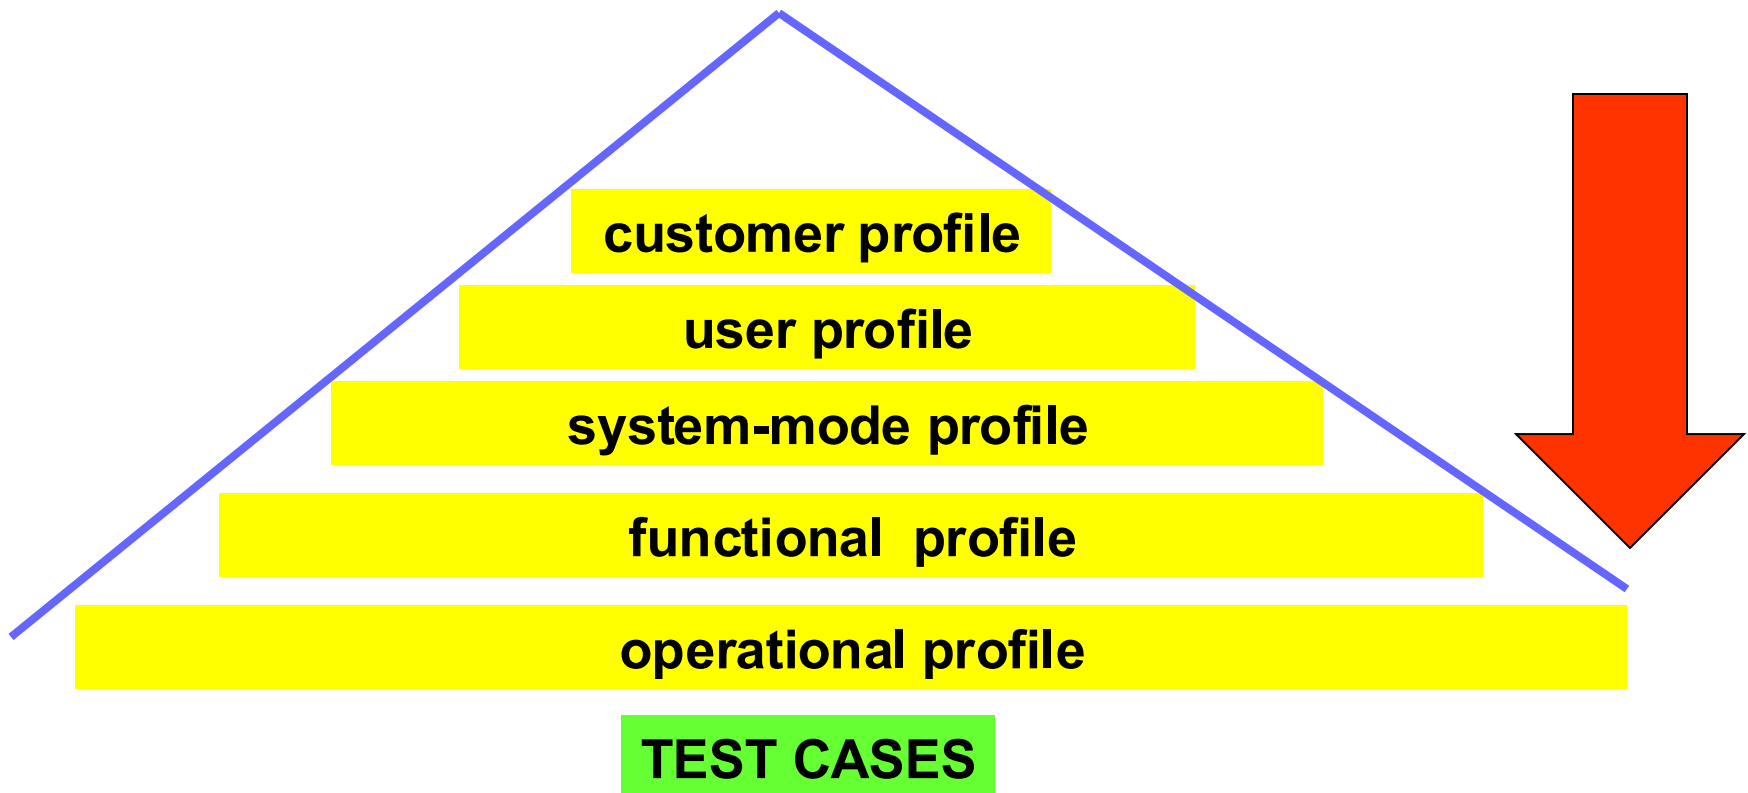 customer profile
user profile
system-mode profile
functional profile
operational profile
TEST CASES